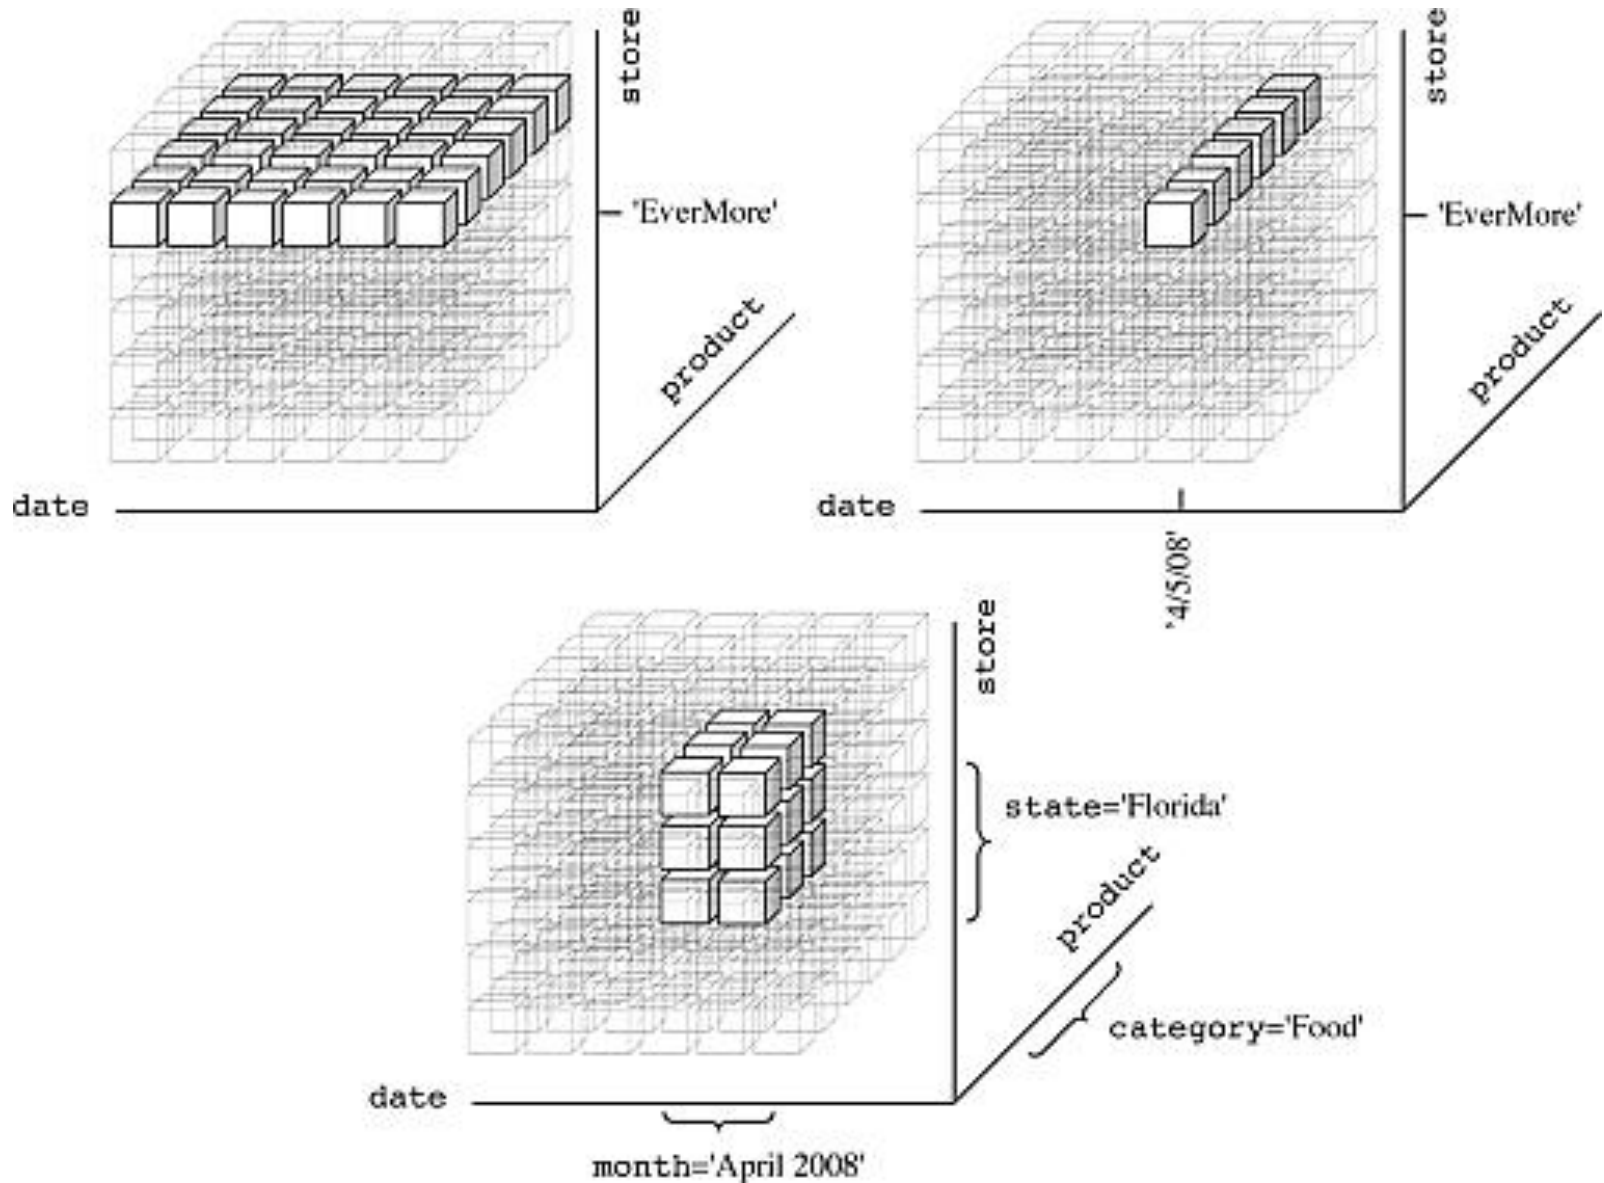 store
'EverMore'
product
date
store
'EverMore'
product
date
'4/5/08'
store
state='Florida'
product
category='Food'
date
month='April 2008'